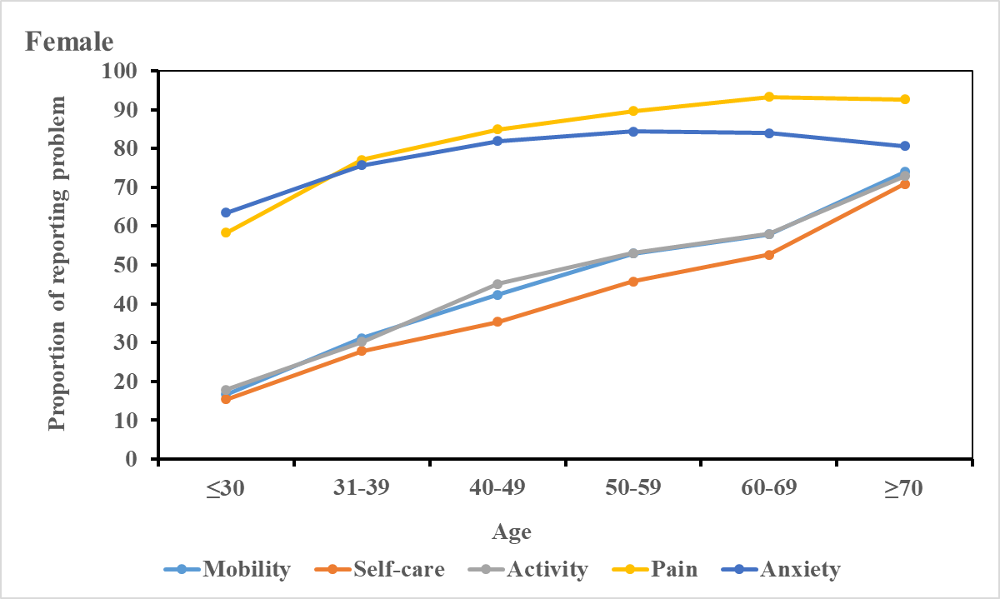 Female
Proportion of reporting problem
100
90
80
70
60
50
40
30
20
10
0
≤30 31-39 40-49 50-59 60-69 ≥70
Age
Mobility Self-care Activity Pain Anxiety